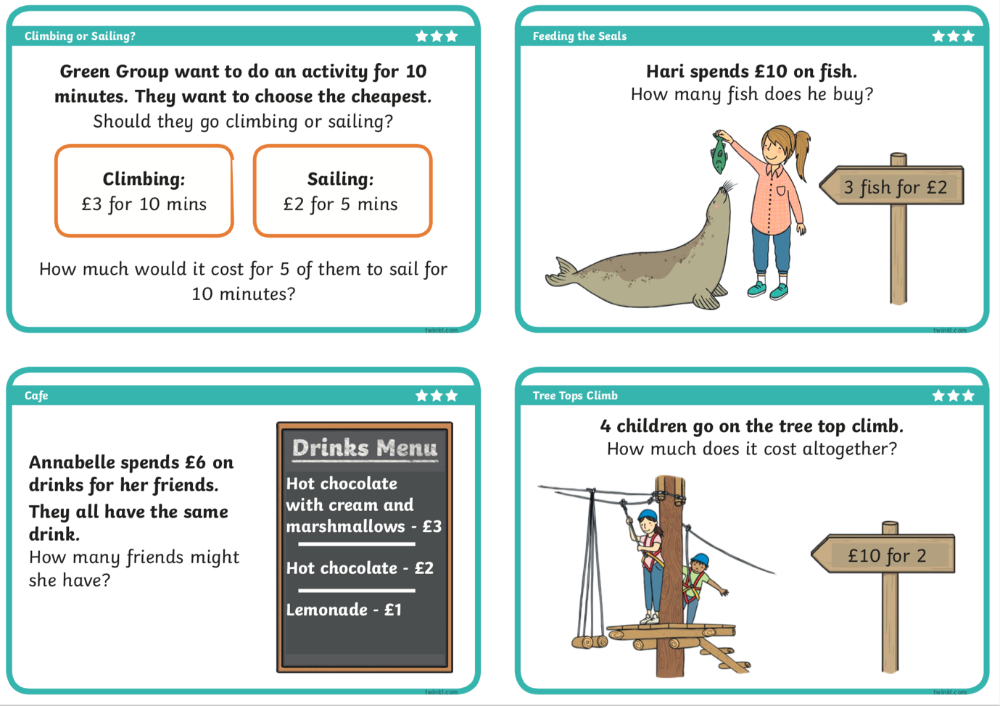 Climbing or Sailing?
Green Group want to do an activity for 10
minutes. They want to choose the cheapest.
Should they go climbing or sailing?
Climbing:
£3 for 10 mins
Sailing:
£2 for 5 mins
How much would it cost for 5 of them to sail for
10 minutes?
twinkl.com
Feeding the Seals
Hari spends £10 on fish.
How many fish does he buy?
3 fish for £2
twinkl.com
Cafe
Annabelle spends £6 on
drinks for her friends.
They all have the same
drink.
How many friends might
she have?
Drinks Menu
Hot chocolate
with cream and
marshmallows - £3
Hot chocolate - £2
Lemonade - £1
twinkl.com
Tree Tops Climb
4 children go on the tree top climb.
How much does it cost altogether?
£10 for 2
twinkl.com